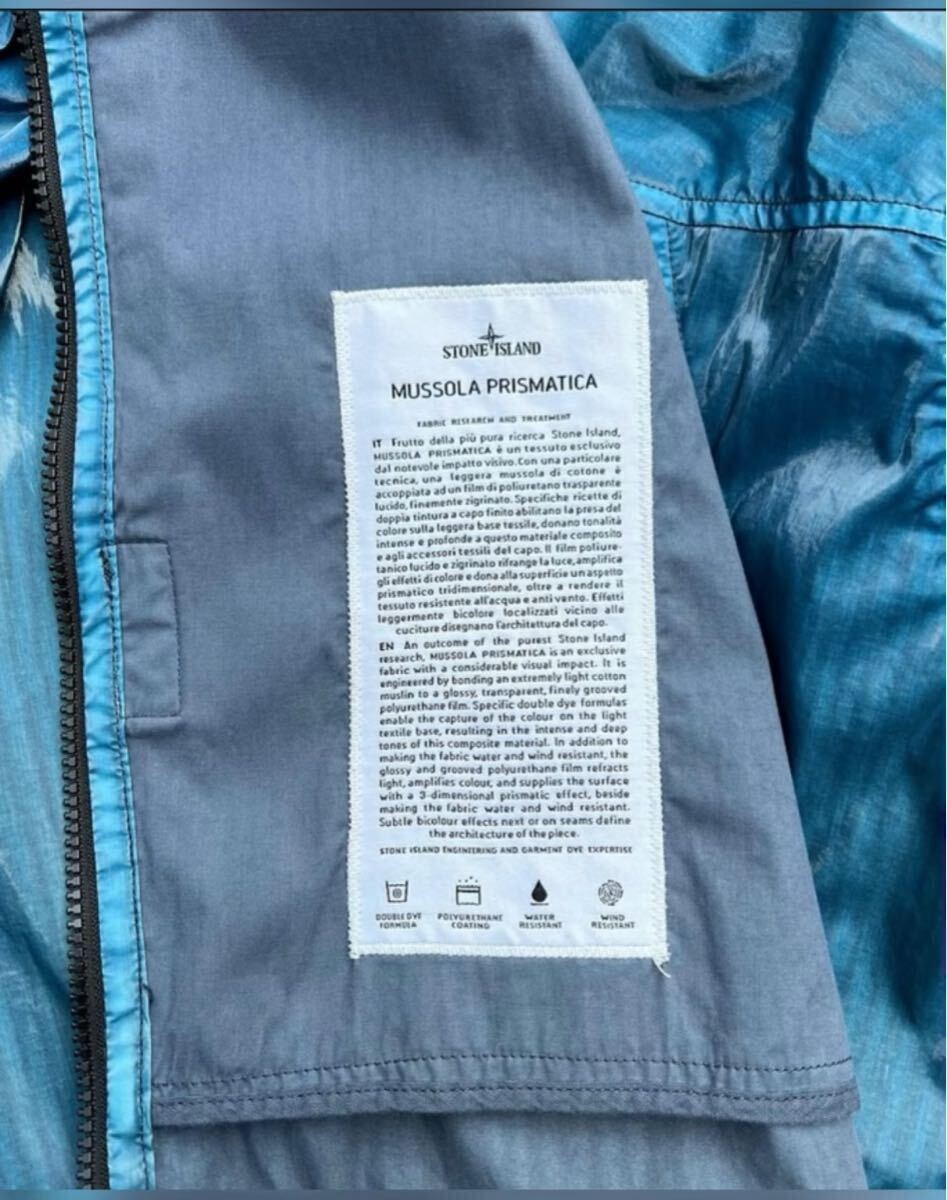 STONE ISLAND
MUSSOLA PRISMATICA
FABRIC RESEARCH AND TREATMENT
IT Frutto della più pura ricerca Stone Island,
MUSSOLA PRISMATICA è un tessuto esclusivo
dal notevole impatto visivo. Con una particolare
tecnica, una leggera mussola di cotone è
accoppiata ad un film di poliuretano trasparente
lucido, finemente zigrinato. Specifiche ricette di
doppia tintura a capo finito abilitano la presa del
colore sulla leggera base tessile, donano tonalità
intense e profonde a questo materiale composito
e agli accessori tessili del capo. Il film poliure-
tanico lucido e zigrinato rifrange la luce, amplifica
gli effetti di colore e dona alla superficie un aspetto
prismatico tridimensionale, oltre a rendere il
tessuto resistente all'acqua e anti vento. Effetti
leggermente bicolore localizzati vicino alle
cuciture disegnano l'architettura del capo.
EN An outcome of the purest Stone Island
research, MUSSOLA PRISMATICA is an exclusive
fabric with a considerable visual impact. It is
engineered by bonding an extremely light cotton
muslin to a glossy, transparent, finely grooved
polyurethane film. Specific double dye formulas
enable the capture of the colour on the light
textile base, resulting in the intense and deep
tones of this composite material. In addition to
making the fabric water and wind resistant, the
glossy and grooved polyurethane film refracts
light, amplifies colour, and supplies the surface
with a 3-dimensional prismatic effect, beside
making the fabric water and wind resistant.
Subtle bicolour effects next or on seams define
the architecture of the piece.
STONE ISLAND ENGINEERING AND GARMENT DYE EXPERTISE
DOUBLE DYE FORMULA
POLYURETHANE COATING
WATER RESISTANT
WIND RESISTANT